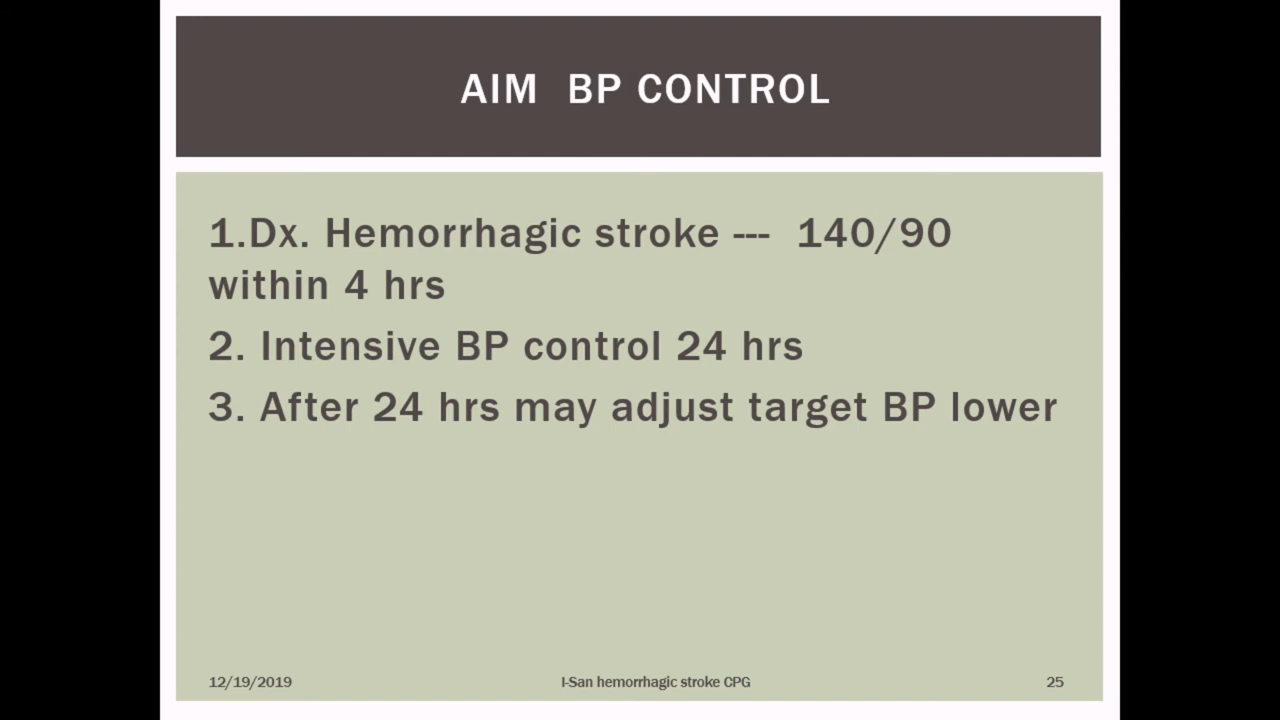 AIM BP CONTROL
1.Dx. Hemorrhagic stroke --- 140/90
within 4 hrs
2. Intensive BP control 24 hrs
3. After 24 hrs may adjust target BP lower
12/19/2019 I-San hemorrhagic stroke CPG 25